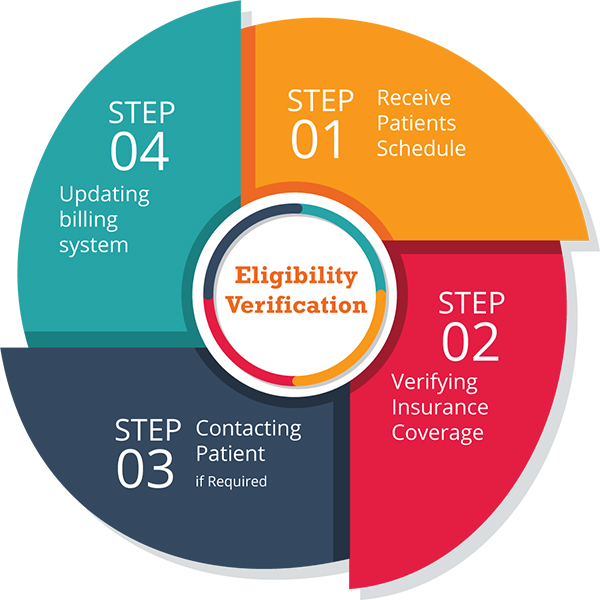 STEP
01
Receive
Patients
Schedule
STEP
02
Verifying
Insurance
Coverage
STEP
03
Contacting
Patient
if Required
STEP
04
Updating
billing
system
Eligibility
Verification